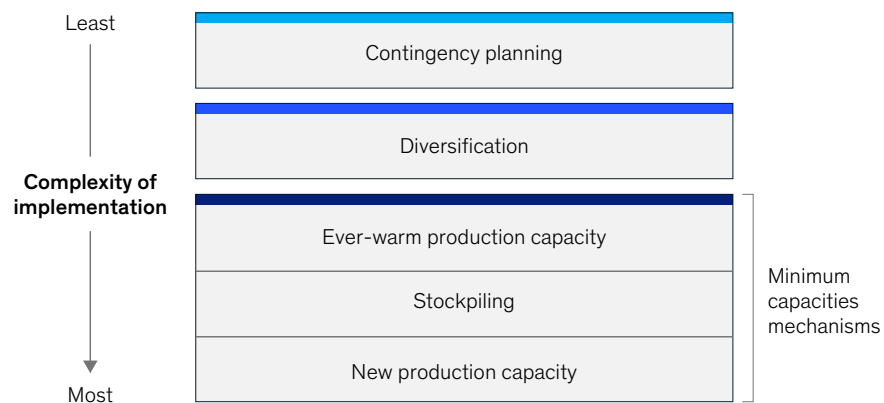 Least
Contingency planning
Diversification
Complexity of
implementation
Ever-warm production capacity
Stockpiling
Minimum
capacities
mechanisms
New production capacity
Most